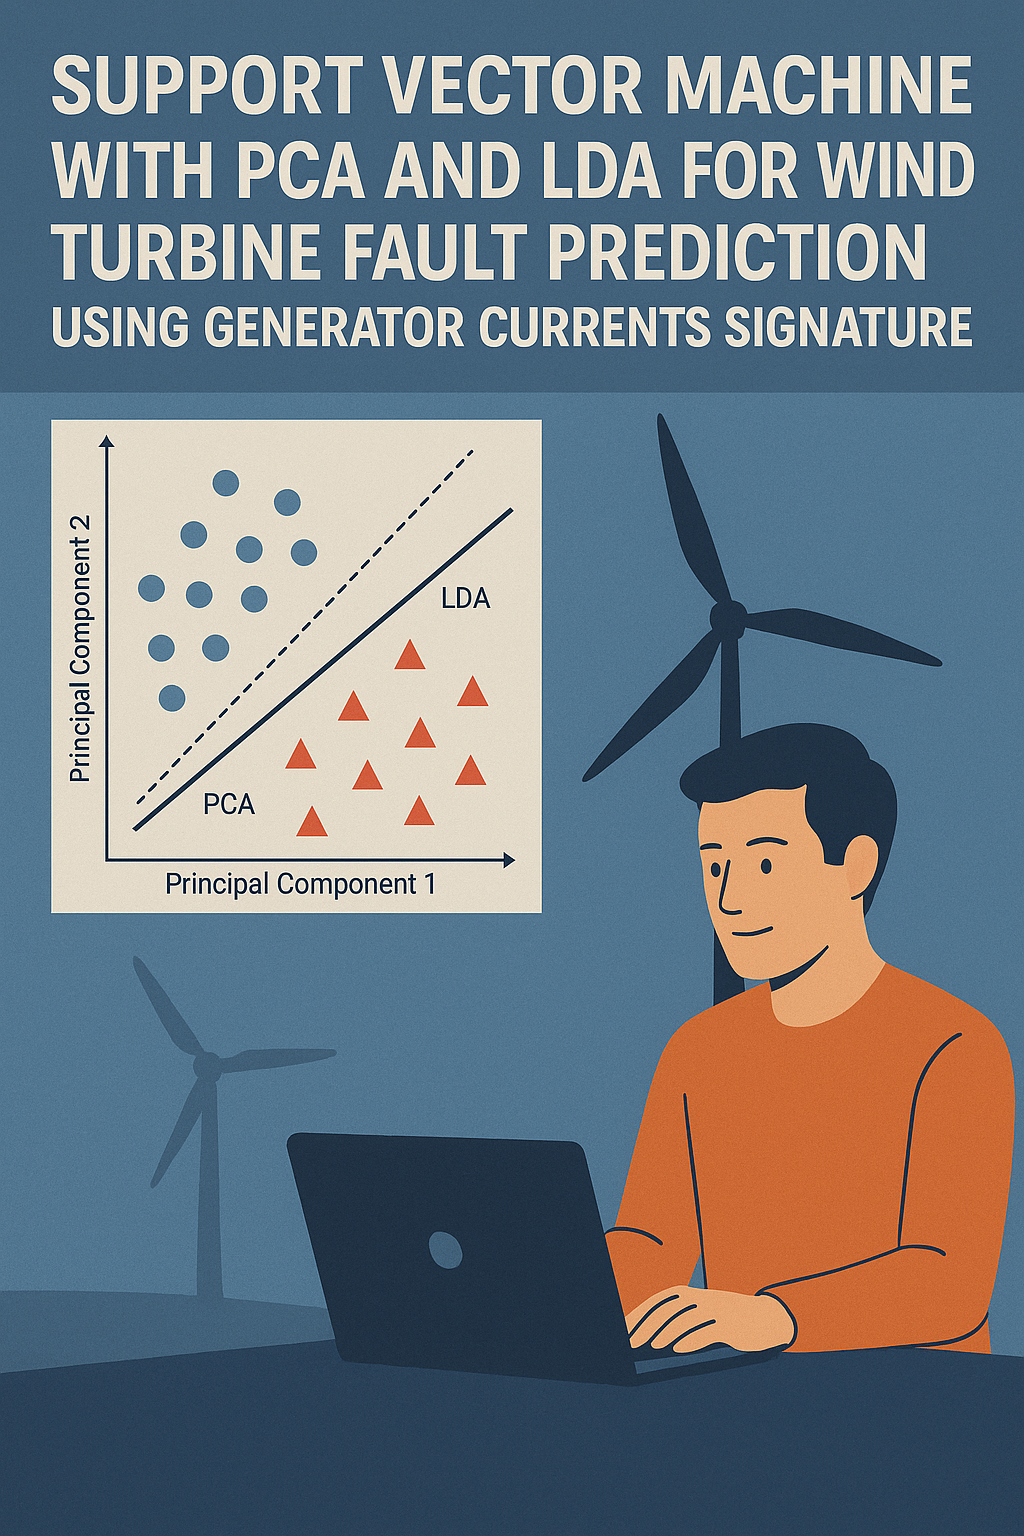 SUPPORT VECTOR MACHINE
WITH PCA AND LDA FOR WIND
TURBINE FAULT PREDICTION
USING GENERATOR CURRENTS SIGNATURE
Principal Component 2
LDA
PCA
Principal Component 1